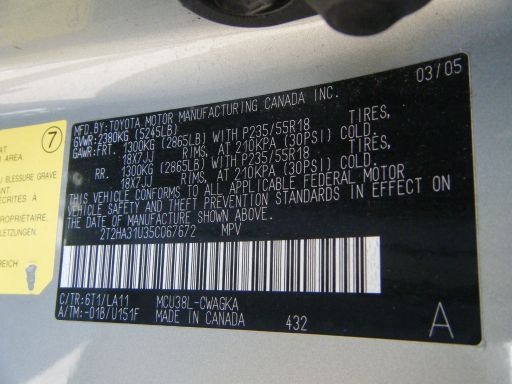 03/05
MFD.BY: TOYOTA MOTOR MANUFACTURING CANADA INC.
GVWR: 2380KG (5245LB)
GAWR:FRT. 1300KG (2865LB) WITH P235/55R18 TIRES,
18X7JJ RIMS, AT 210KPA (30PSI) COLD.
RR. 1300KG (2865LB) WITH P235/55R18 TIRES,
18X7JJ RIMS, AT 210KPA (30PSI) COLD.
THIS VEHICLE CONFORMS TO ALL APPLICABLE FEDERAL MOTOR
VEHICLE SAFETY AND THEFT PREVENTION STANDARDS IN EFFECT ON
THE DATE OF MANUFACTURE SHOWN ABOVE.
2T2HA31U35C067672 MPV
C/TR:6T1/LA11 MCU38L-CWAGKA
A/TM:-01B/U151F MADE IN CANADA 432 A
7
AREA
BLESSURE GRAVE
PROPRIÉTAIRE